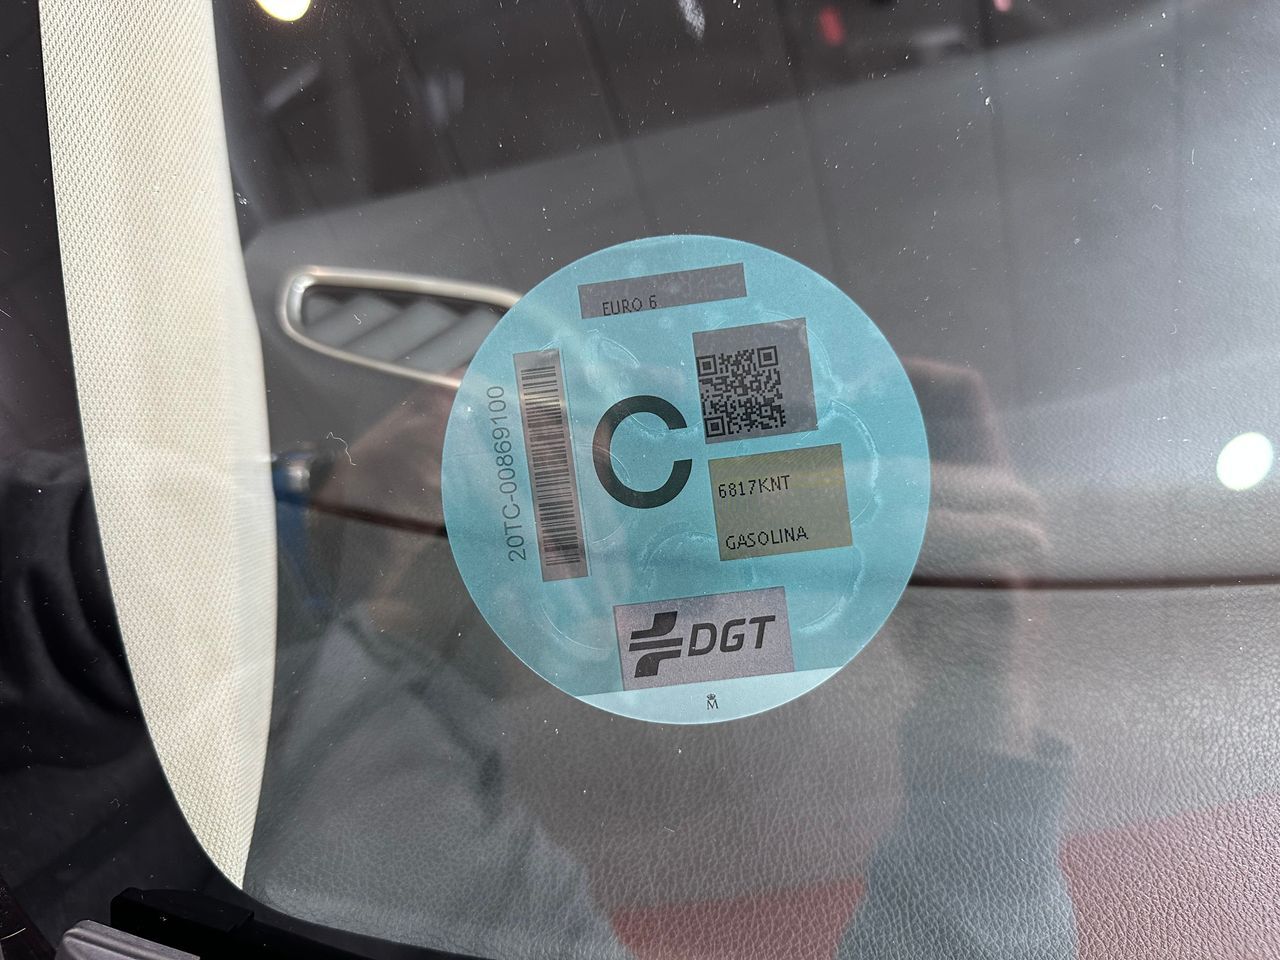 EURO 6
20TC-00869100
C
6817KNT
GASOLINA
DGT
M